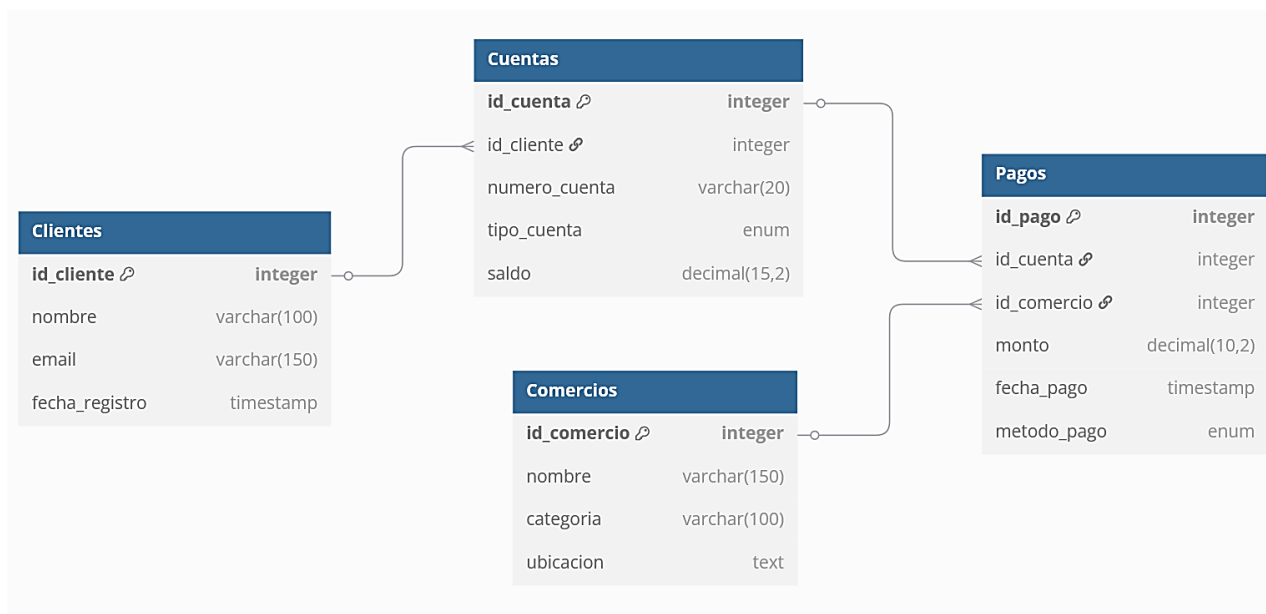 Clientes
id_cliente integer
nombre varchar(100)
email varchar(150)
fecha_registro timestamp
Cuentas
id_cuenta integer
id_cliente integer
numero_cuenta varchar(20)
tipo_cuenta enum
saldo decimal(15,2)
Comercios
id_comercio integer
nombre varchar(150)
categoria varchar(100)
ubicacion text
Pagos
id_pago integer
id_cuenta integer
id_comercio integer
monto decimal(10,2)
fecha_pago timestamp
metodo_pago enum